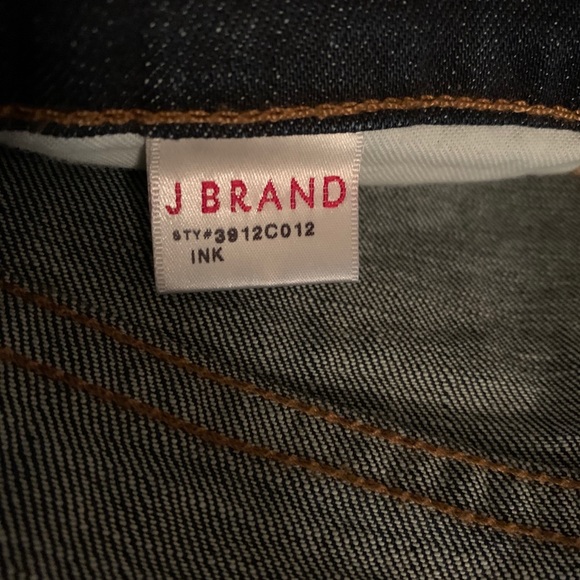 J BRAND
STY#3912C012
INK